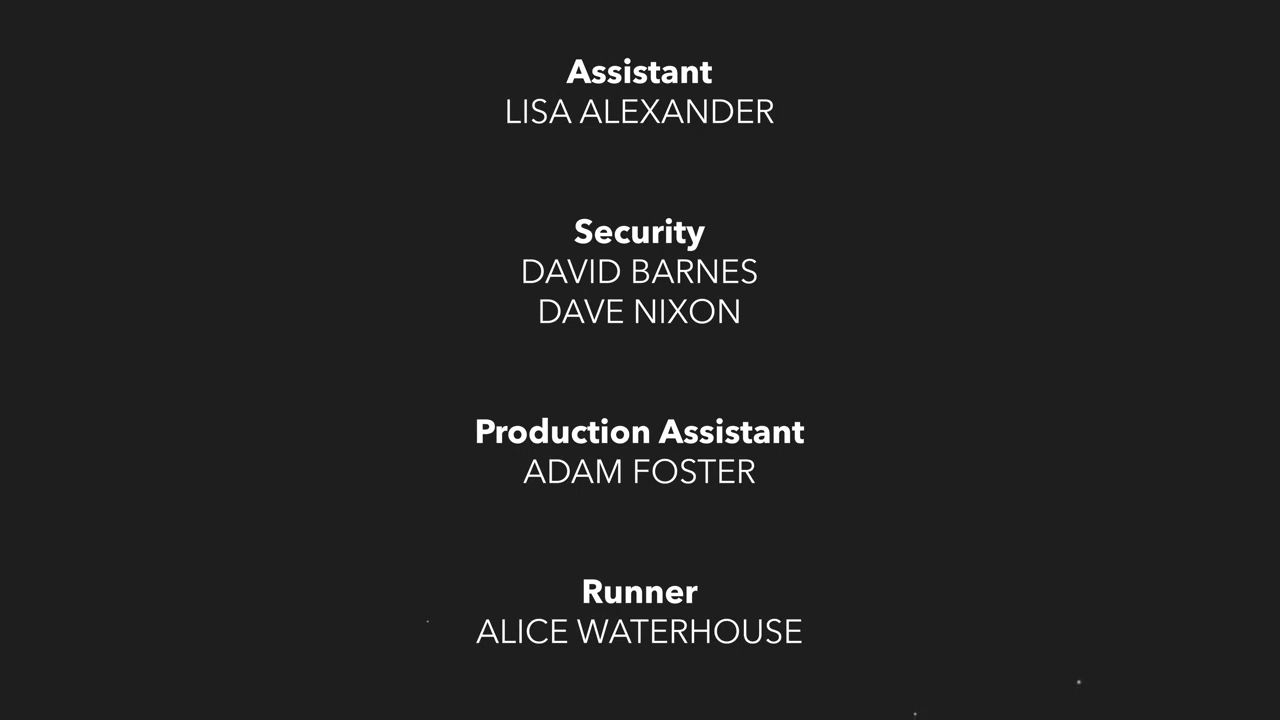 Assistant
LISA ALEXANDER
Security
DAVID BARNES
DAVE NIXON
Production Assistant
ADAM FOSTER
Runner
ALICE WATERHOUSE